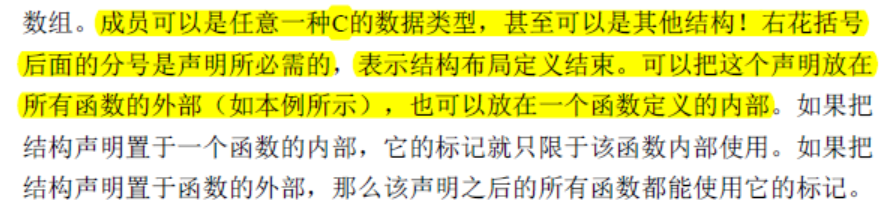 数组。成员可以是任意一种C的数据类型，甚至可以是其他结构！右花括号
后面的分号是声明所必需的，表示结构布局定义结束。可以把这个声明放在
所有函数的外部（如本例所示），也可以放在一个函数定义的内部。如果把
结构声明置于一个函数的内部，它的标记就只限于该函数内部使用。如果把
结构声明置于函数的外部，那么该声明之后的所有函数都能使用它的标记。